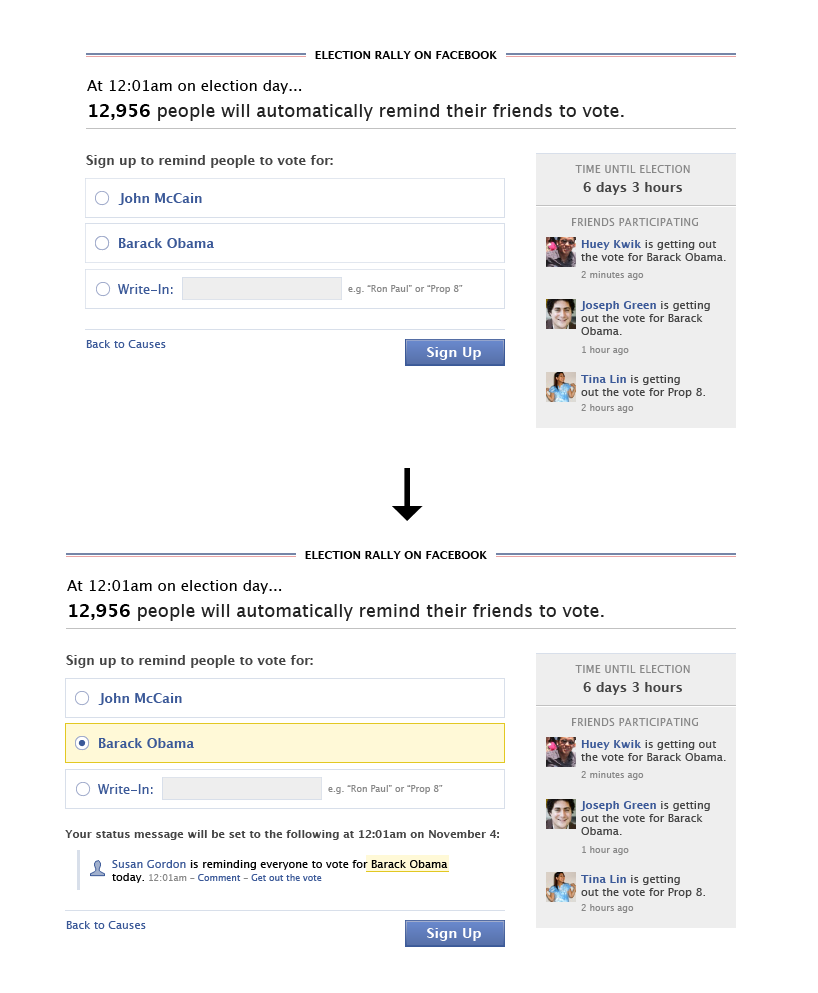 ELECTION RALLY ON FACEBOOK
At 12:01am on election day...
12,956 people will automatically remind their friends to vote.
Sign up to remind people to vote for:
John McCain
Barack Obama
Write-In:
e.g. “Ron Paul” or “Prop 8”
Back to Causes
Sign Up
TIME UNTIL ELECTION
6 days 3 hours
FRIENDS PARTICIPATING
Huey Kwik is getting out
the vote for Barack Obama.
2 minutes ago
Joseph Green is getting
out the vote for Barack
Obama.
1 hour ago
Tina Lin is getting
out the vote for Prop 8.
2 hours ago
ELECTION RALLY ON FACEBOOK
At 12:01am on election day...
12,956 people will automatically remind their friends to vote.
Sign up to remind people to vote for:
John McCain
Barack Obama
Write-In:
e.g. “Ron Paul” or “Prop 8”
Your status message will be set to the following at 12:01am on November 4:
Susan Gordon is reminding everyone to vote for Barack Obama
today. 12:01am – Comment – Get out the vote
Back to Causes
Sign Up
TIME UNTIL ELECTION
6 days 3 hours
FRIENDS PARTICIPATING
Huey Kwik is getting out
the vote for Barack Obama.
2 minutes ago
Joseph Green is getting
out the vote for Barack
Obama.
1 hour ago
Tina Lin is getting
out the vote for Prop 8.
2 hours ago